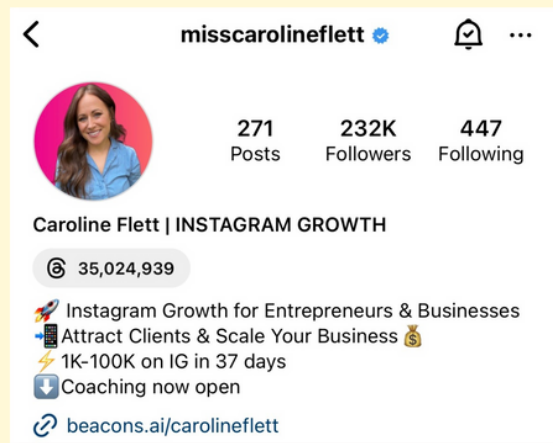 misscarolineflett
271 232K 447
Posts Followers Following
Caroline Flett | INSTAGRAM GROWTH
35,024,939
🚀 Instagram Growth for Entrepreneurs & Businesses
📲Attract Clients & Scale Your Business 💰
⚡ 1K-100K on IG in 37 days
⬇️Coaching now open
beacons.ai/carolineflett